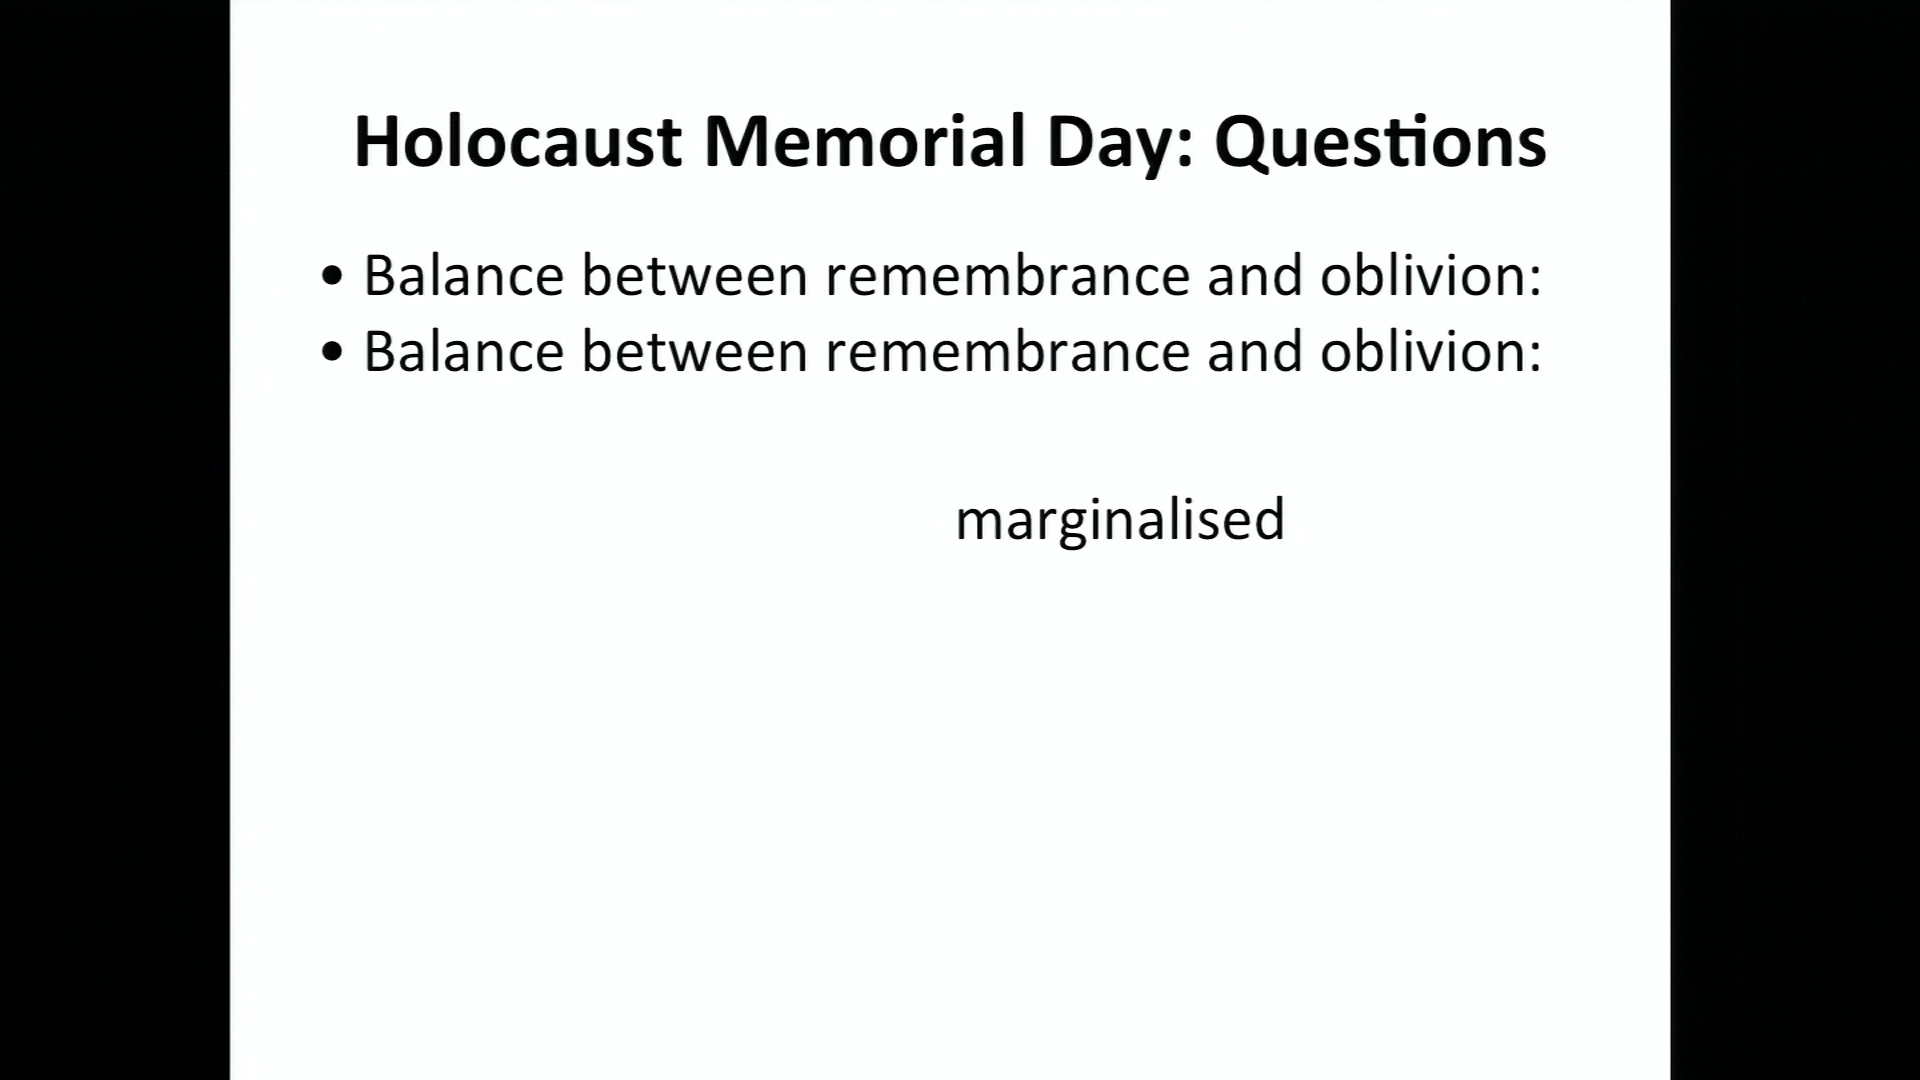 Holocaust Memorial Day: Questions
• Balance between remembrance and oblivion:
• Balance between remembrance and oblivion:
marginalised